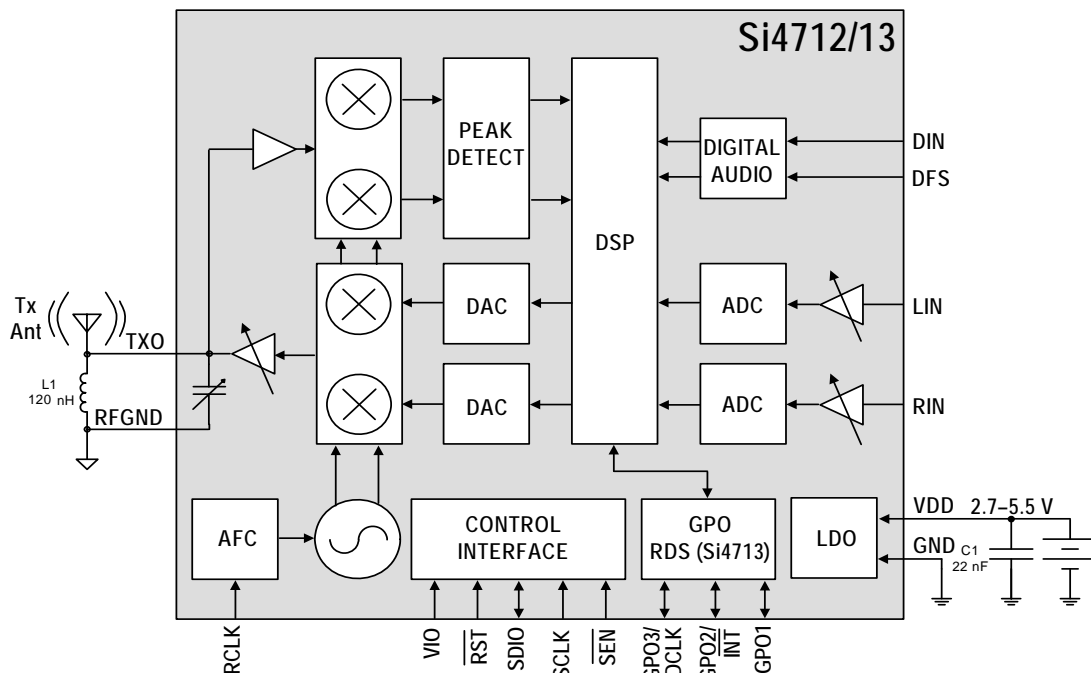 Si4712/13
PEAK
DETECT
DIGITAL
AUDIO
DIN
DFS
DSP
Tx
Ant
TXO
DAC
ADC
LIN
L1
120 nH
RFGND
DAC
ADC
RIN
AFC
CONTROL
INTERFACE
GPO
RDS (Si4713)
LDO
VDD
2.7–5.5 V
GND
C1
22 nF
RCLK
VIO
RST
SDIO
SCLK
SEN
GPO3/
DCLK
GPO2/
INT
GPO1